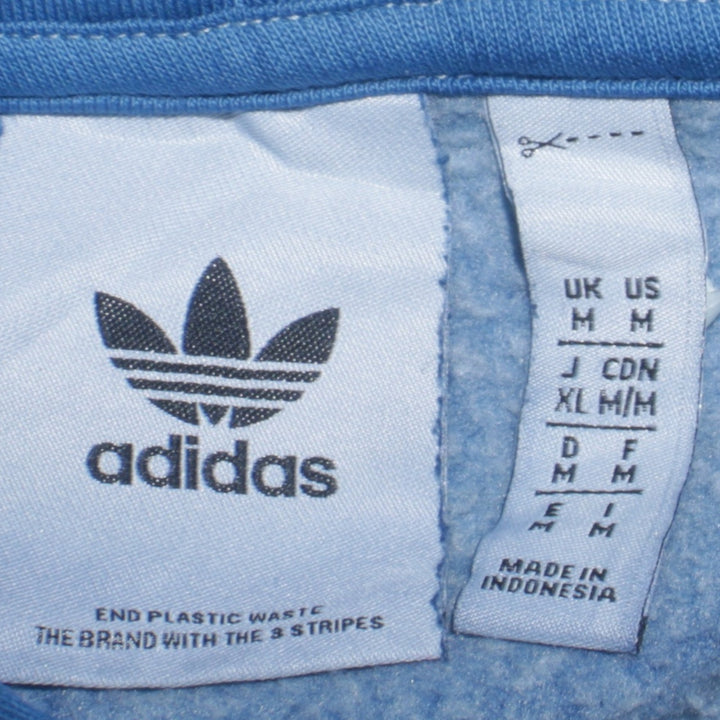 adidas
END PLASTIC WASTE
THE BRAND WITH THE 3 STRIPES
UK US
M M
J CDN
XL M/M
D F
M M
E I
M M
MADE IN
INDONESIA